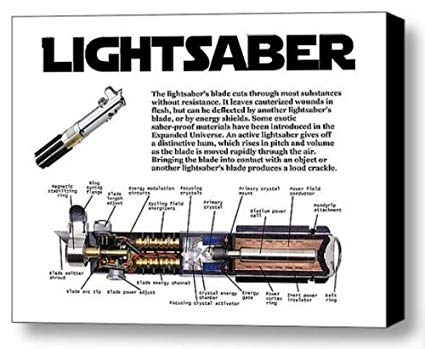 LIGHTSABER
The lightsaber's blade cuts through most substances
without resistance. It leaves cauterized wounds in
flesh, but can be deflected by another lightsaber's
blade, or by energy shields. Some exotic
saber-proof materials have been introduced in the
Expanded Universe. An active lightsaber gives off
a distinctive hum, which rises in pitch and volume
as the blade is moved rapidly through the air.
Bringing the blade into contact with an object or
another lightsaber's blade produces a loud crackle.
Magnetic
stabilizing
ring
Ring
tuning
flange
Blade
length
adjust
Energy modulation
circuits
Cycling field
energizers
Focusing
crystals
Primary
crystal
Primary crystal
mount
Diatium power
cell
Power field
conductor
Handgrip
attachment
Blade emitter
shroud
Blade arc tip
Blade power
adjust
Blade energy channel
Focusing crystal activator
Crystal energy
chamber
Energy
gate
Power
vortex
ring
Inert power
insulator
Belt
ring